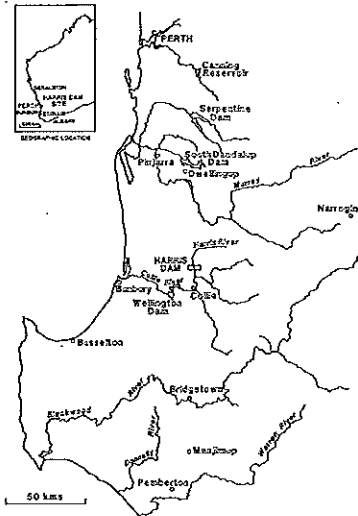 GERALDTON
HARRIS DAM
SITE
PERTH
BUNBURY
COLLIE
ALBANY
GEOGRAPHIC LOCATION
PERTH
Canning
Reservoir
Serpentine
Dam
Pinjarra
South Dandalup
Dam
Dwellingup
Murray River
Narrogin
Harris River
HARRIS
DAM
Collie River
Bunbury
Wellington
Dam
Collie
Busselton
Bridgetown
Blackwood River
Donnelly River
Manjimup
Warren River
Pemberton
50 kms